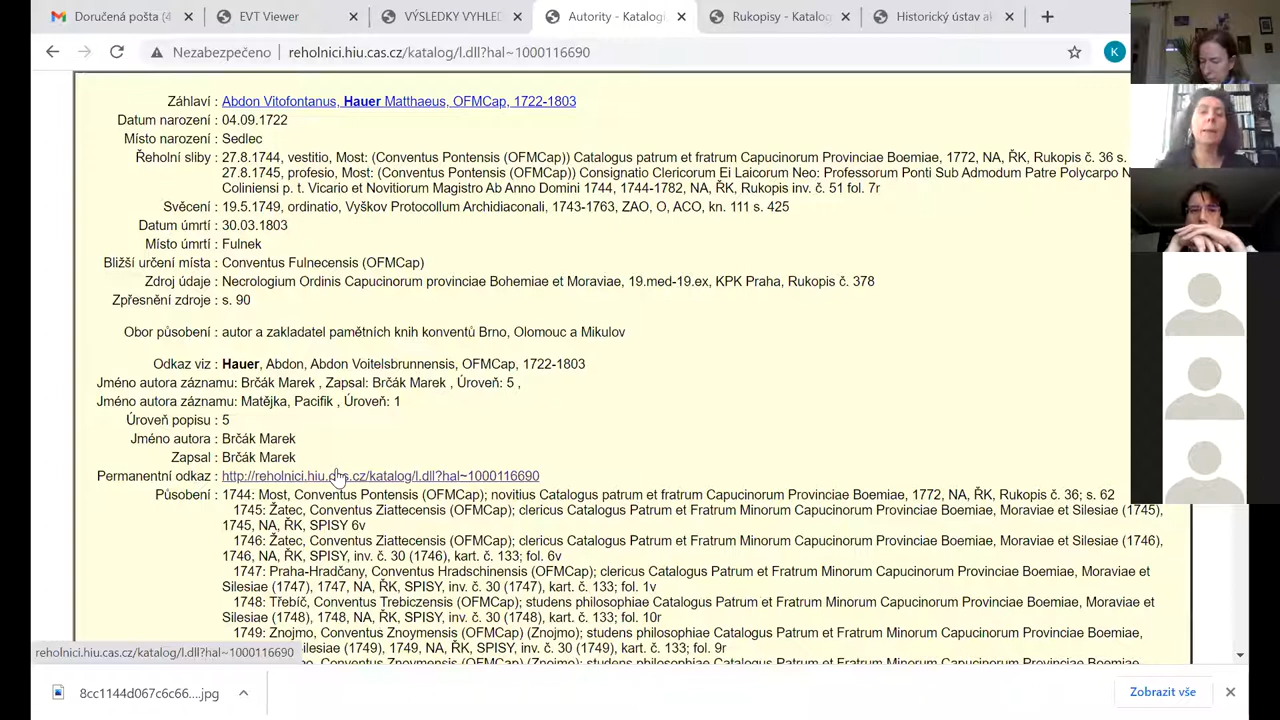 Doručená pošta (4
EVT Viewer
VÝSLEDKY VYHLED
Autority - Katalog
Rukopisy - Katalog
Historický ústav a
Nezabezpečeno
reholnici.hiu.cas.cz/katalog/l.dll?hal~1000116690
K
Záhlaví : Abdon Vitofontanus, Hauer Matthaeus, OFMCap, 1722-1803
Datum narození : 04.09.1722
Místo narození : Sedlec
Řeholní sliby : 27.8.1744, vestitio, Most: (Conventus Pontensis (OFMCap)) Catalogus patrum et fratrum Capucinorum Provinciae Boemiae, 1772, NA, ŘK, Rukopis č. 36 s.
27.8.1745, profesio, Most: (Conventus Pontensis (OFMCap)) Consignatio Clericorum Ei Laicorum Neo: Professorum Ponti Sub Admodum Patre Polycarpo N
Coliniensi p. t. Vicario et Novitiorum Magistro Ab Anno Domini 1744, 1744-1782, NA, ŘK, Rukopis inv. č. 51 fol. 7r
Svěcení : 19.5.1749, ordinatio, Vyškov Protocollum Archidiaconali, 1743-1763, ZAO, O, ACO, kn. 111 s. 425
Datum úmrtí : 30.03.1803
Místo úmrtí : Fulnek
Bližší určení místa : Conventus Fulnecensis (OFMCap)
Zdroj údaje : Necrologium Ordinis Capucinorum provinciae Bohemiae et Moraviae, 19.med-19.ex, KPK Praha, Rukopis č. 378
Zpřesnění zdroje : s. 90
Obor působení : autor a zakladatel pamětních knih konventů Brno, Olomouc a Mikulov
Odkaz viz : Hauer, Abdon, Abdon Voitelsbrunnensis, OFMCap, 1722-1803
Jméno autora záznamu: Brčák Marek , Zapsal: Brčák Marek , Úroveň: 5 ,
Jméno autora záznamu: Matějka, Pacifik , Úroveň: 1
Úroveň popisu : 5
Jméno autora : Brčák Marek
Zapsal : Brčák Marek
Permanentní odkaz : http://reholnici.hiu.cas.cz/katalog/l.dll?hal~1000116690
Působení : 1744: Most, Conventus Pontensis (OFMCap); novitius Catalogus patrum et fratrum Capucinorum Provinciae Boemiae, 1772, NA, ŘK, Rukopis č. 36; s. 62
1745: Žatec, Conventus Ziattecensis (OFMCap); clericus Catalogus Patrum et Fratrum Minorum Capucinorum Provinciae Boemiae, Moraviae et Silesiae (1745),
1745, NA, ŘK, SPISY 6v
1746: Žatec, Conventus Ziattecensis (OFMCap); clericus Catalogus Patrum et Fratrum Minorum Capucinorum Provinciae Boemiae, Moraviae et Silesiae (1746),
1746, NA, ŘK, SPISY, inv. č. 30 (1746), kart. č. 133; fol. 6v
1747: Praha-Hradčany, Conventus Hradschinensis (OFMCap); clericus Catalogus Patrum et Fratrum Minorum Capucinorum Provinciae Boemiae, Moraviae et
Silesiae (1747), 1747, NA, ŘK, SPISY, inv. č. 30 (1747), kart. č. 133; fol. 1v
1748: Třebíč, Conventus Trebiczensis (OFMCap); studens philosophiae Catalogus Patrum et Fratrum Minorum Capucinorum Provinciae Boemiae, Moraviae et
Silesiae (1748), 1748, NA, ŘK, SPISY, inv. č. 30 (1748), kart. č. 133; fol. 10r
1749: Znojmo, Conventus Znoymensis (OFMCap) (Znojmo); studens philosophiae Catalogus Patrum et Fratrum Minorum Capucinorum Provinciae Boemiae,
silesiae (1749), 1749, NA, ŘK, SPISY, inv. č. 30 (1749), kart. č. 133; fol. 9r
reholnici.hiu.cas.cz/katalog/l.dll?hal~1000116690
8cc1144d067c6c66....jpg
Zobrazit vše